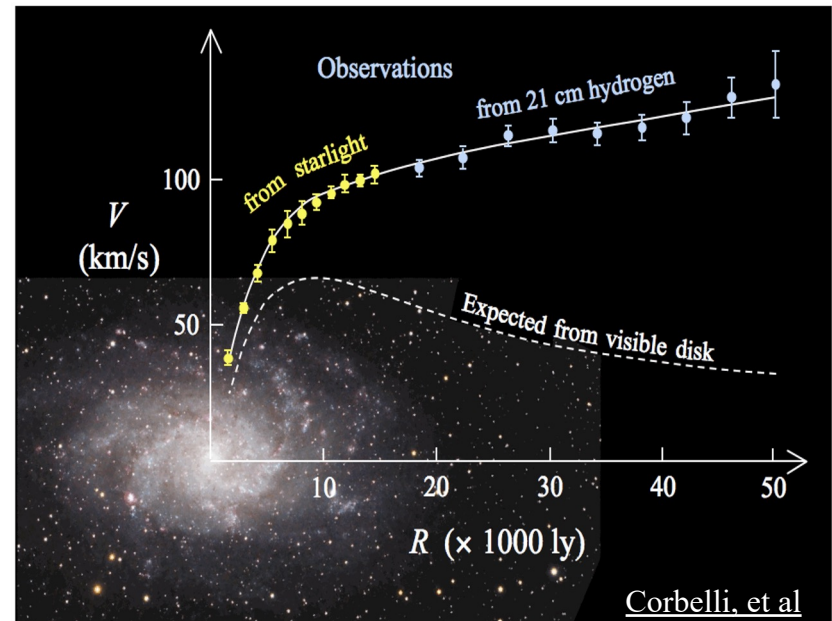 Observations
from 21 cm hydrogen
from starlight
100
V
(km/s)
50
Expected from visible disk
10 20 30 40 50
R (× 1000 ly)
Corbelli, et al